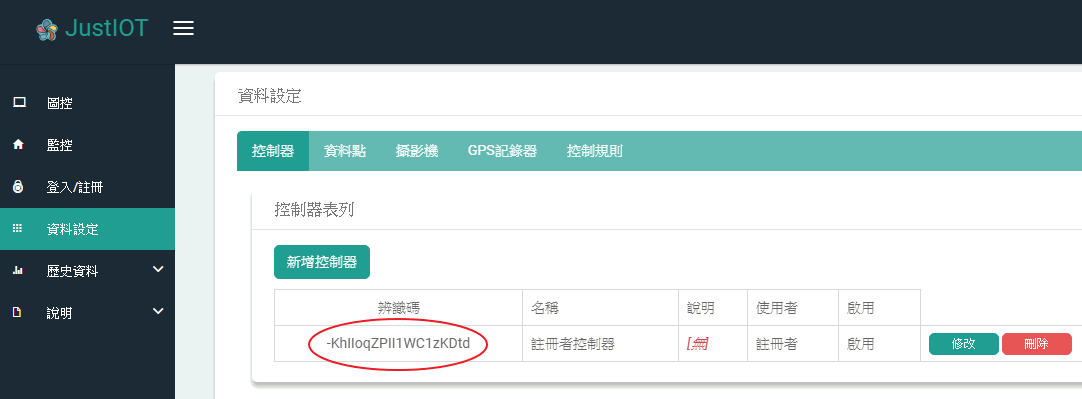 JustIOT
圖控
監控
登入/註冊
資料設定
歷史資料
說明
資料設定
控制器 資料點 攝影機 GPS記錄器 控制規則
控制器表列
新增控制器
辨識碼 名稱 說明 使用者 啟用
-KhIIoqZPII1WC1zKDtd 註冊者控制器 [無] 註冊者 啟用 修改 刪除